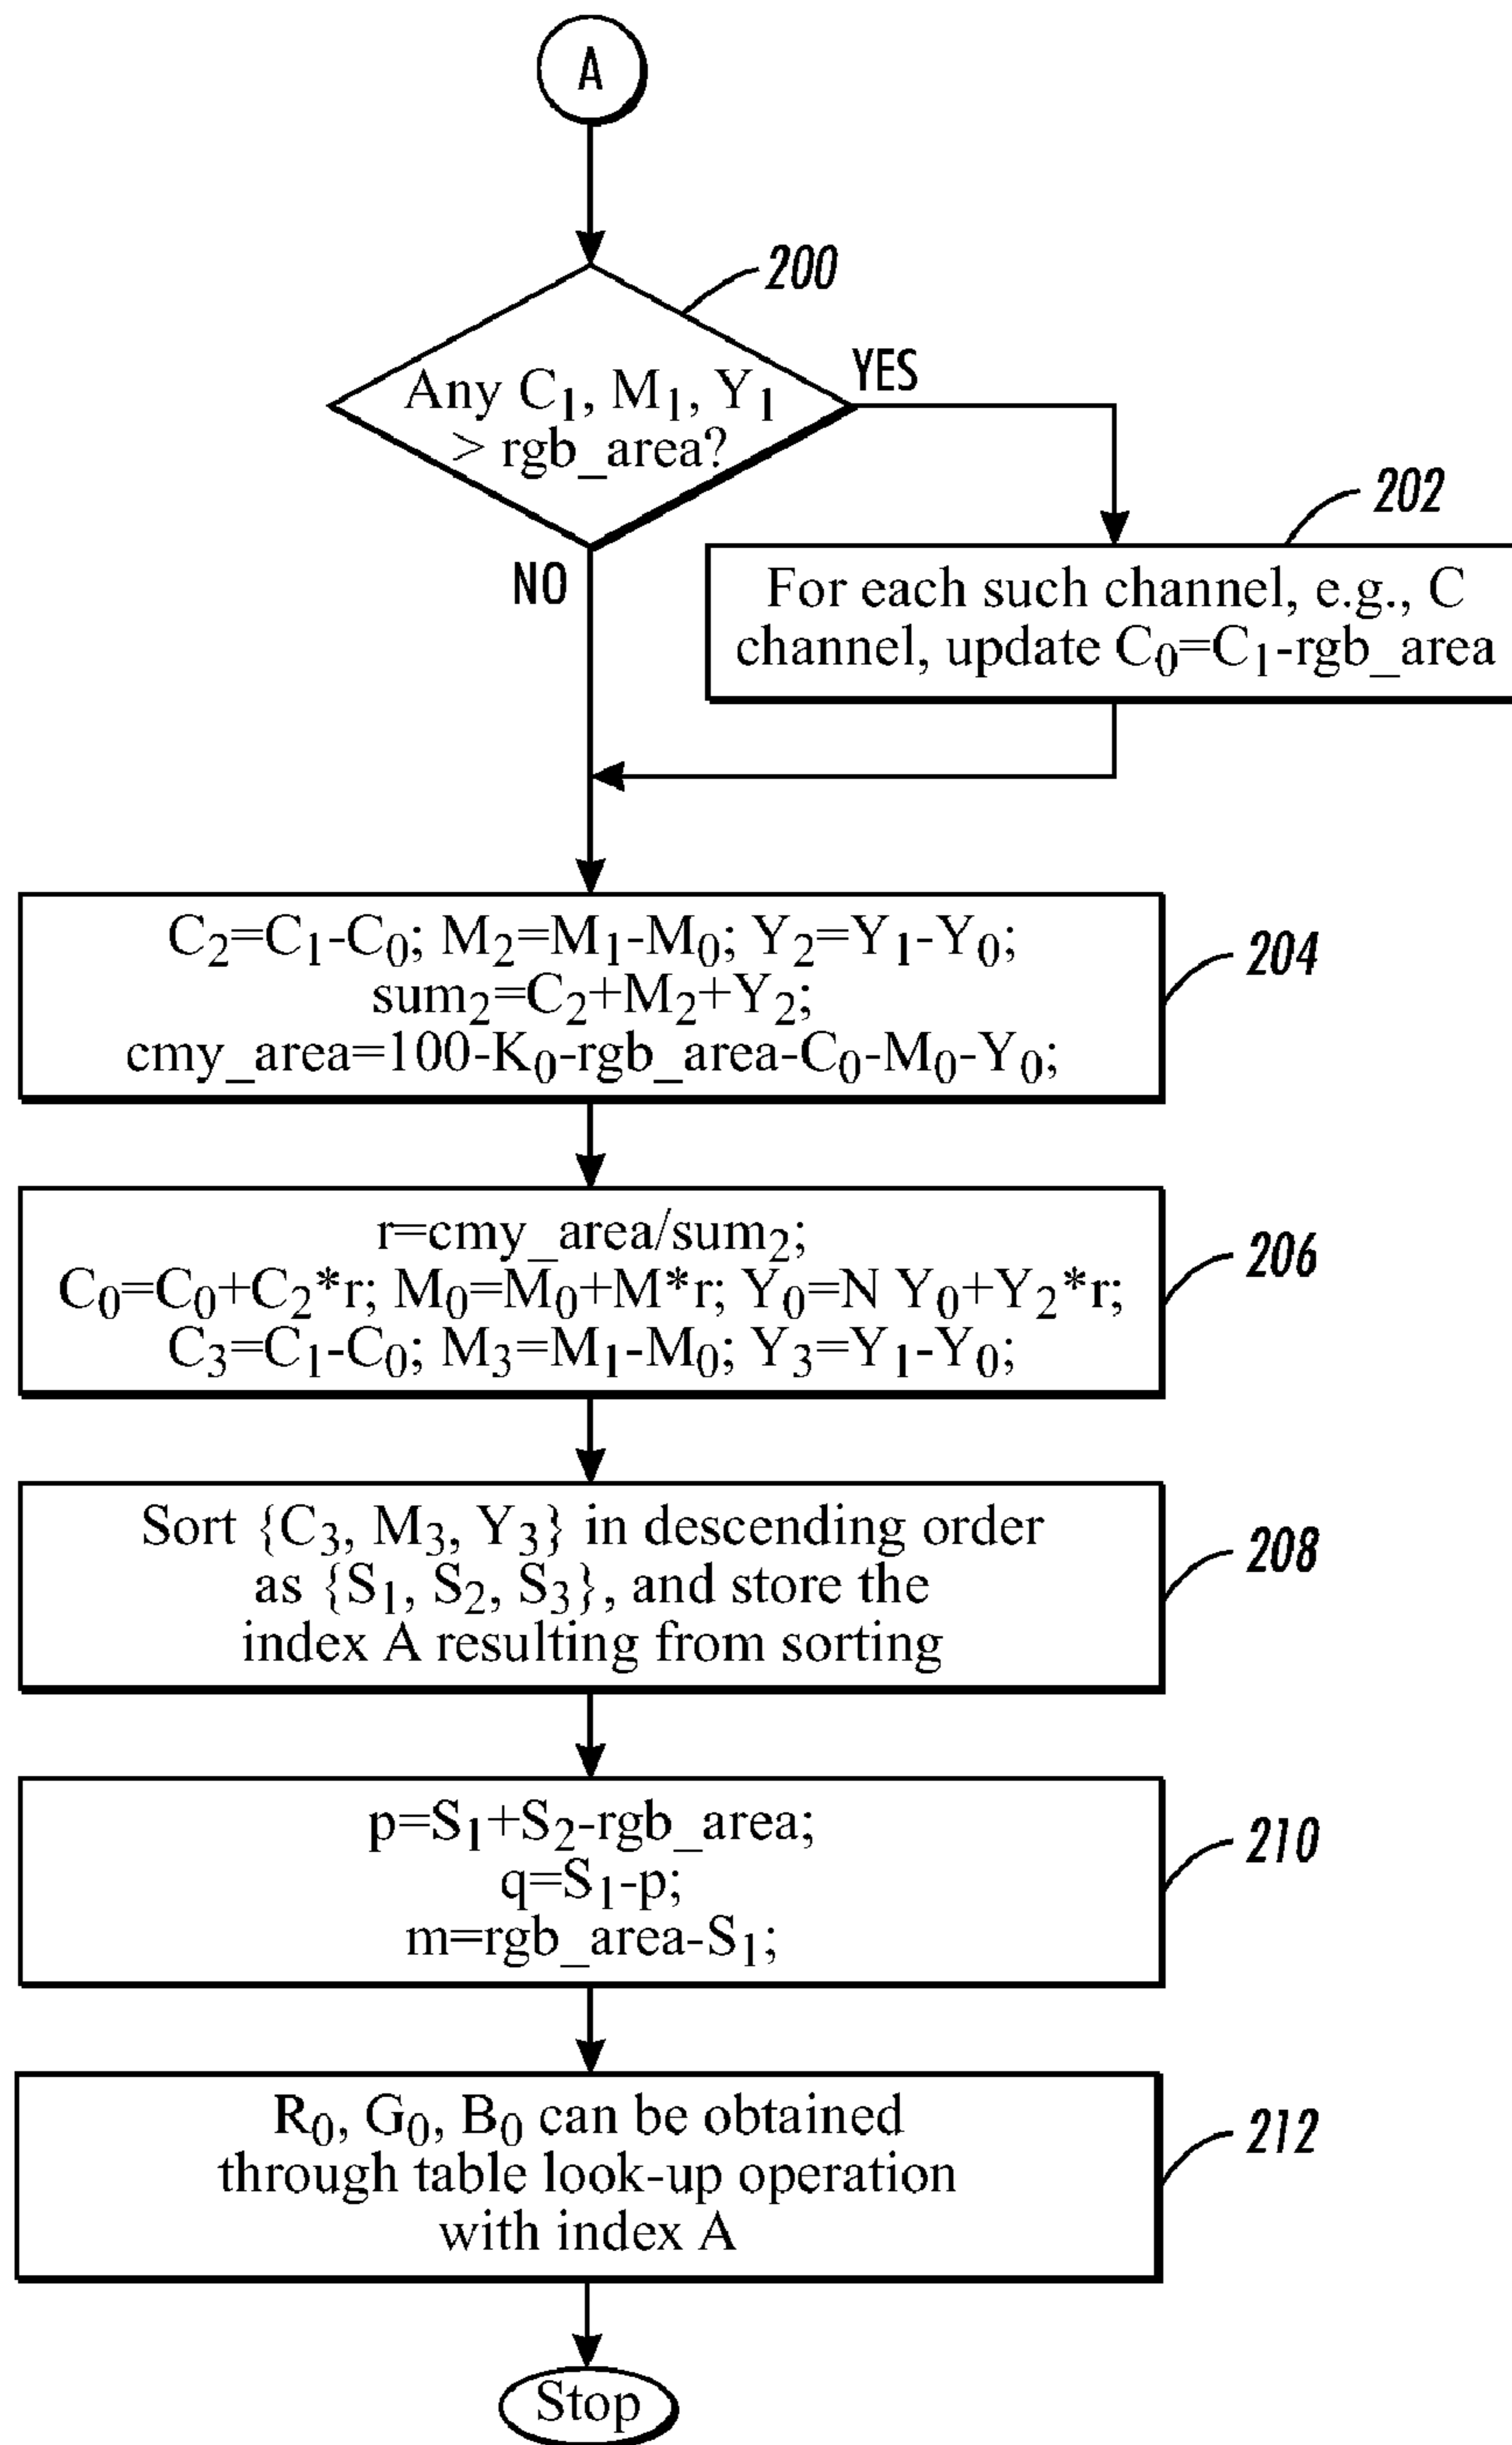 A
200
Any C₁, M₁, Y₁
> rgb_area?
YES
202
For each such channel, e.g., C
channel, update C₀=C₁-rgb_area
NO
C₂=C₁-C₀; M₂=M₁-M₀; Y₂=Y₁-Y₀;
sum₂=C₂+M₂+Y₂;
cmy_area=100-K₀-rgb_area-C₀-M₀-Y₀;
204
r=cmy_area/sum₂;
C₀=C₀+C₂*r; M₀=M₀+M*r; Y₀=N Y₀+Y₂*r;
C₃=C₁-C₀; M₃=M₁-M₀; Y₃=Y₁-Y₀;
206
Sort {C₃, M₃, Y₃} in descending order
as {S₁, S₂, S₃}, and store the
index A resulting from sorting
208
p=S₁+S₂-rgb_area;
q=S₁-p;
m=rgb_area-S₁;
210
R₀, G₀, B₀ can be obtained
through table look-up operation
with index A
212
Stop